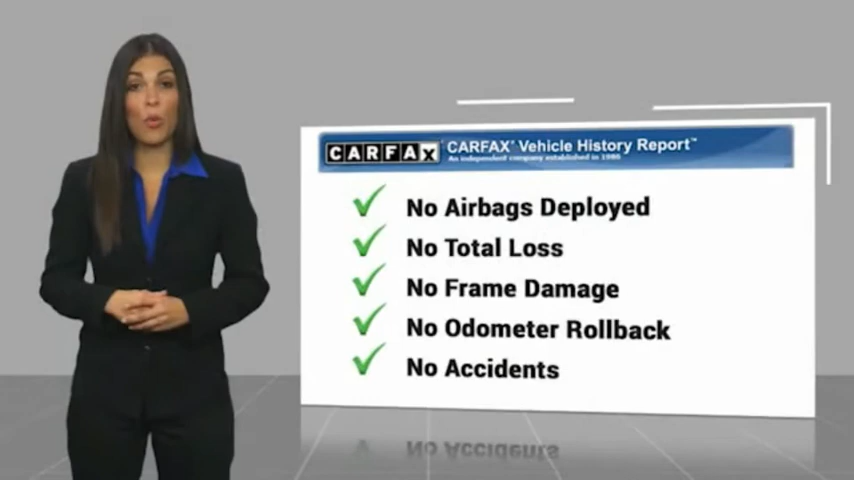 CARFAX CARFAX Vehicle History Report™
An independent company established in 1986
No Airbags Deployed
No Total Loss
No Frame Damage
No Odometer Rollback
No Accidents